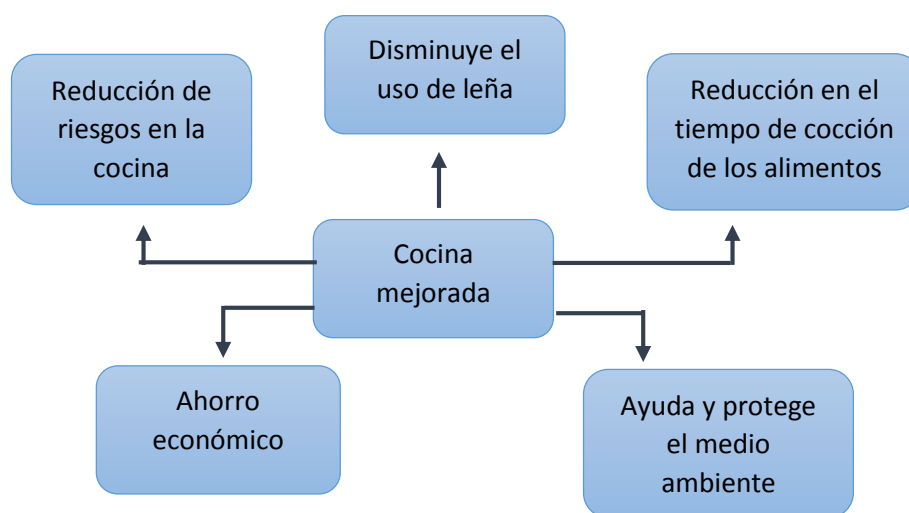 Disminuye el
uso de leña
Reducción de
riesgos en la
cocina
Reducción en el
tiempo de cocción
de los alimentos
Cocina
mejorada
Ahorro
económico
Ayuda y protege
el medio
ambiente